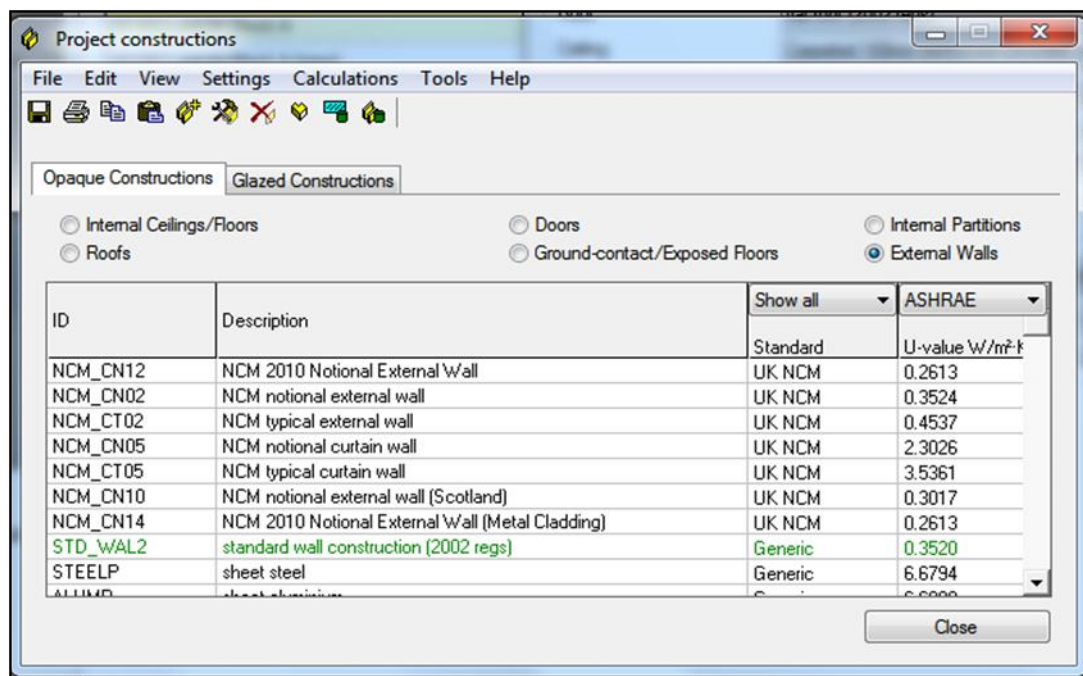 Project constructions
File Edit View Settings Calculations Tools Help
Opaque Constructions Glazed Constructions
Internal Ceilings/Floors Doors Internal Partitions
Roofs Ground-contact/Exposed Floors External Walls
Show all ASHRAE
ID Description
Standard U-value W/m²·K
NCM_CN12 NCM 2010 Notional External Wall UK NCM 0.2613
NCM_CN02 NCM notional external wall UK NCM 0.3524
NCM_CT02 NCM typical external wall UK NCM 0.4537
NCM_CN05 NCM notional curtain wall UK NCM 2.3026
NCM_CT05 NCM typical curtain wall UK NCM 3.5361
NCM_CN10 NCM notional external wall (Scotland) UK NCM 0.3017
NCM_CN14 NCM 2010 Notional External Wall (Metal Cladding) UK NCM 0.2613
STD_WAL2 standard wall construction (2002 regs) Generic 0.3520
STEELP sheet steel Generic 6.6794
Close